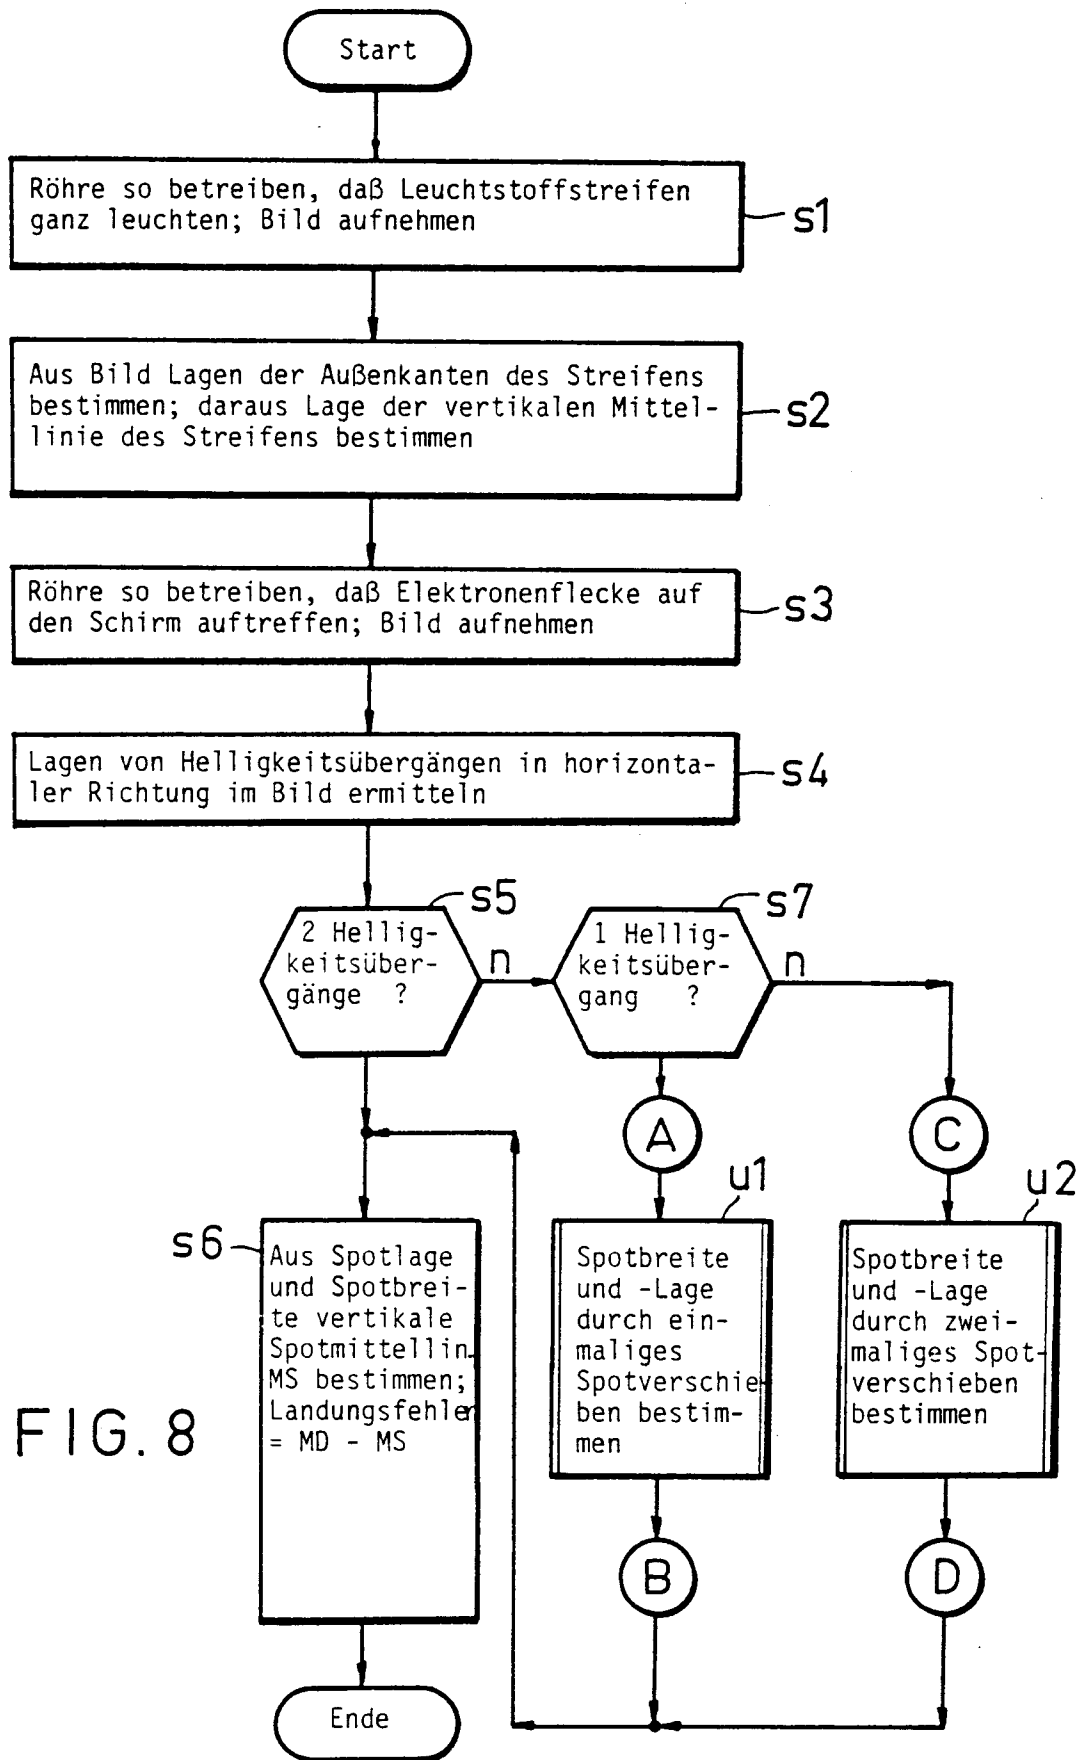 Start
Röhre so betreiben, daß Leuchtstoffstreifen
ganz leuchten; Bild aufnehmen
s1
Aus Bild Lagen der Außenkanten des Streifens
bestimmen; daraus Lage der vertikalen Mittel-
linie des Streifens bestimmen
s2
Röhre so betreiben, daß Elektronenflecke auf
den Schirm auftreffen; Bild aufnehmen
s3
Lagen von Helligkeitsübergängen in horizonta-
ler Richtung im Bild ermitteln
s4
s5
2 Hellig-
keitsüber-
gänge ?
n
s7
1 Hellig-
keitsüber-
gang ?
n
A
C
s6
Aus Spotlage
und Spotbrei-
te vertikale
Spotmittellin.
MS bestimmen;
Landungsfehler
= MD - MS
u1
Spotbreite
und -Lage
durch ein-
maliges
Spotverschie
ben bestim-
men
u2
Spotbreite
und -Lage
durch zwei-
maliges Spot-
verschieben
bestimmen
B
D
Ende
FIG. 8